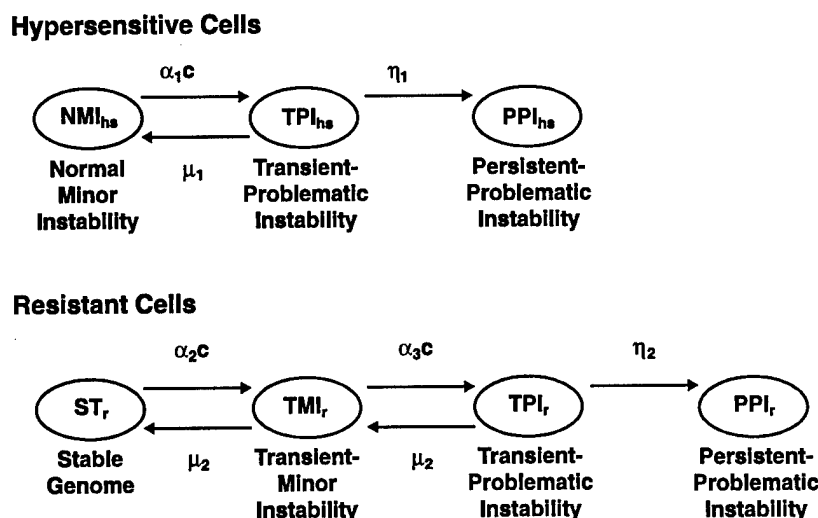 Hypersensitive Cells
α₁c η₁
NMIₕₛ TPIₕₛ PPIₕₛ
μ₁
Normal Transient- Persistent-
Minor Problematic Problematic
Instability Instability Instability
Resistant Cells
α₂c α₃c η₂
STᵣ TMIᵣ TPIᵣ PPIᵣ
μ₂ μ₂
Stable Transient- Transient- Persistent-
Genome Minor Problematic Problematic
Instability Instability Instability